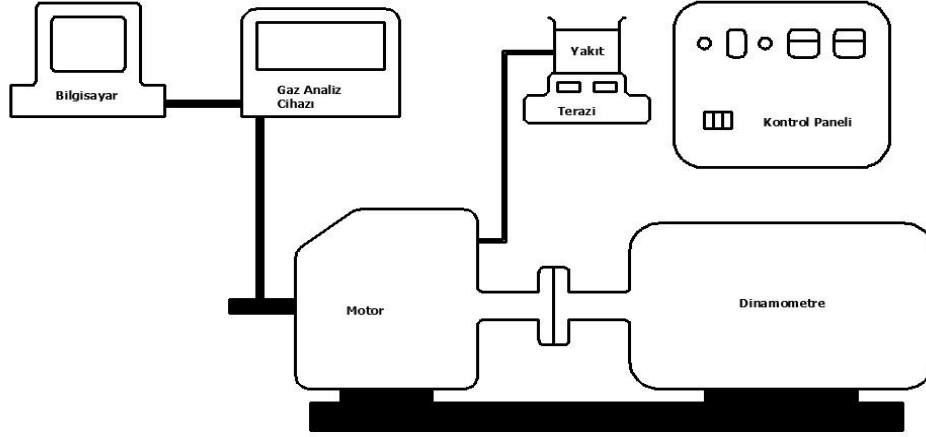 Bilgisayar
Gaz Analiz
Cihazı
Yakıt
Terazi
Kontrol Paneli
Motor
Dinamometre